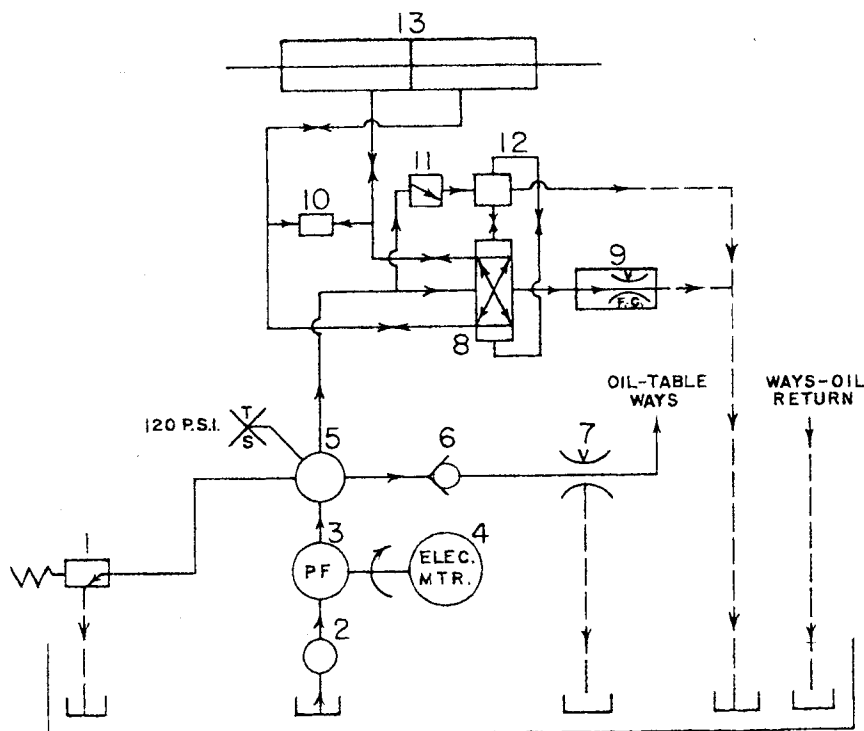 13
12
11
10
9
F.C.
8
OIL-TABLE
WAYS
WAYS-OIL
RETURN
120 P.S.I.
T
S
5
6
7
1
3
4
PF
ELEC.
MTR.
2